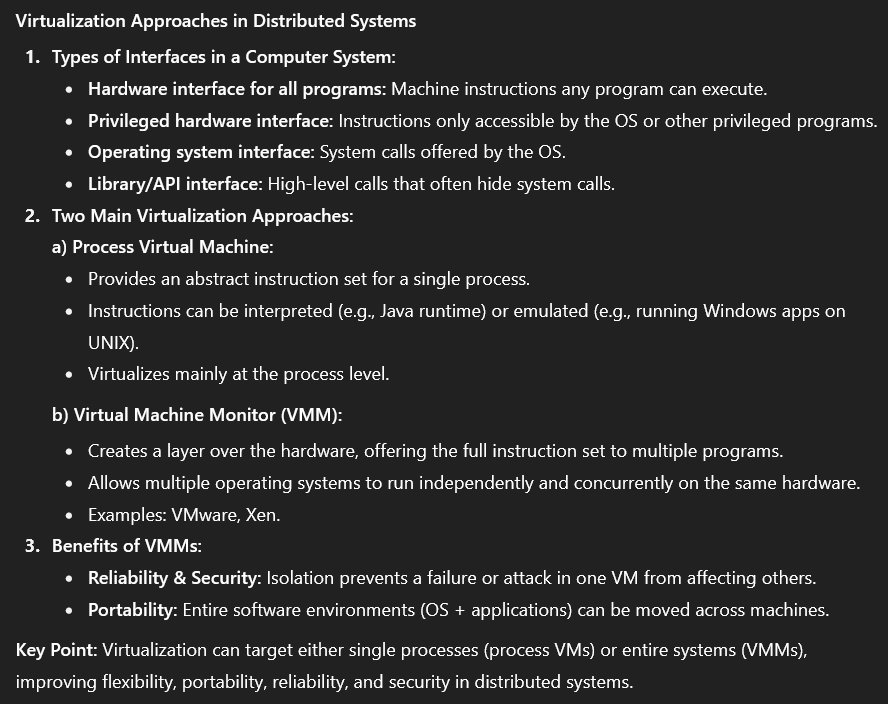 Virtualization Approaches in Distributed Systems
1. Types of Interfaces in a Computer System:
• Hardware interface for all programs: Machine instructions any program can execute.
• Privileged hardware interface: Instructions only accessible by the OS or other privileged programs.
• Operating system interface: System calls offered by the OS.
• Library/API interface: High-level calls that often hide system calls.
2. Two Main Virtualization Approaches:
a) Process Virtual Machine:
• Provides an abstract instruction set for a single process.
• Instructions can be interpreted (e.g., Java runtime) or emulated (e.g., running Windows apps on
UNIX).
• Virtualizes mainly at the process level.
b) Virtual Machine Monitor (VMM):
• Creates a layer over the hardware, offering the full instruction set to multiple programs.
• Allows multiple operating systems to run independently and concurrently on the same hardware.
• Examples: VMware, Xen.
3. Benefits of VMMs:
• Reliability & Security: Isolation prevents a failure or attack in one VM from affecting others.
• Portability: Entire software environments (OS + applications) can be moved across machines.
Key Point: Virtualization can target either single processes (process VMs) or entire systems (VMMs),
improving flexibility, portability, reliability, and security in distributed systems.